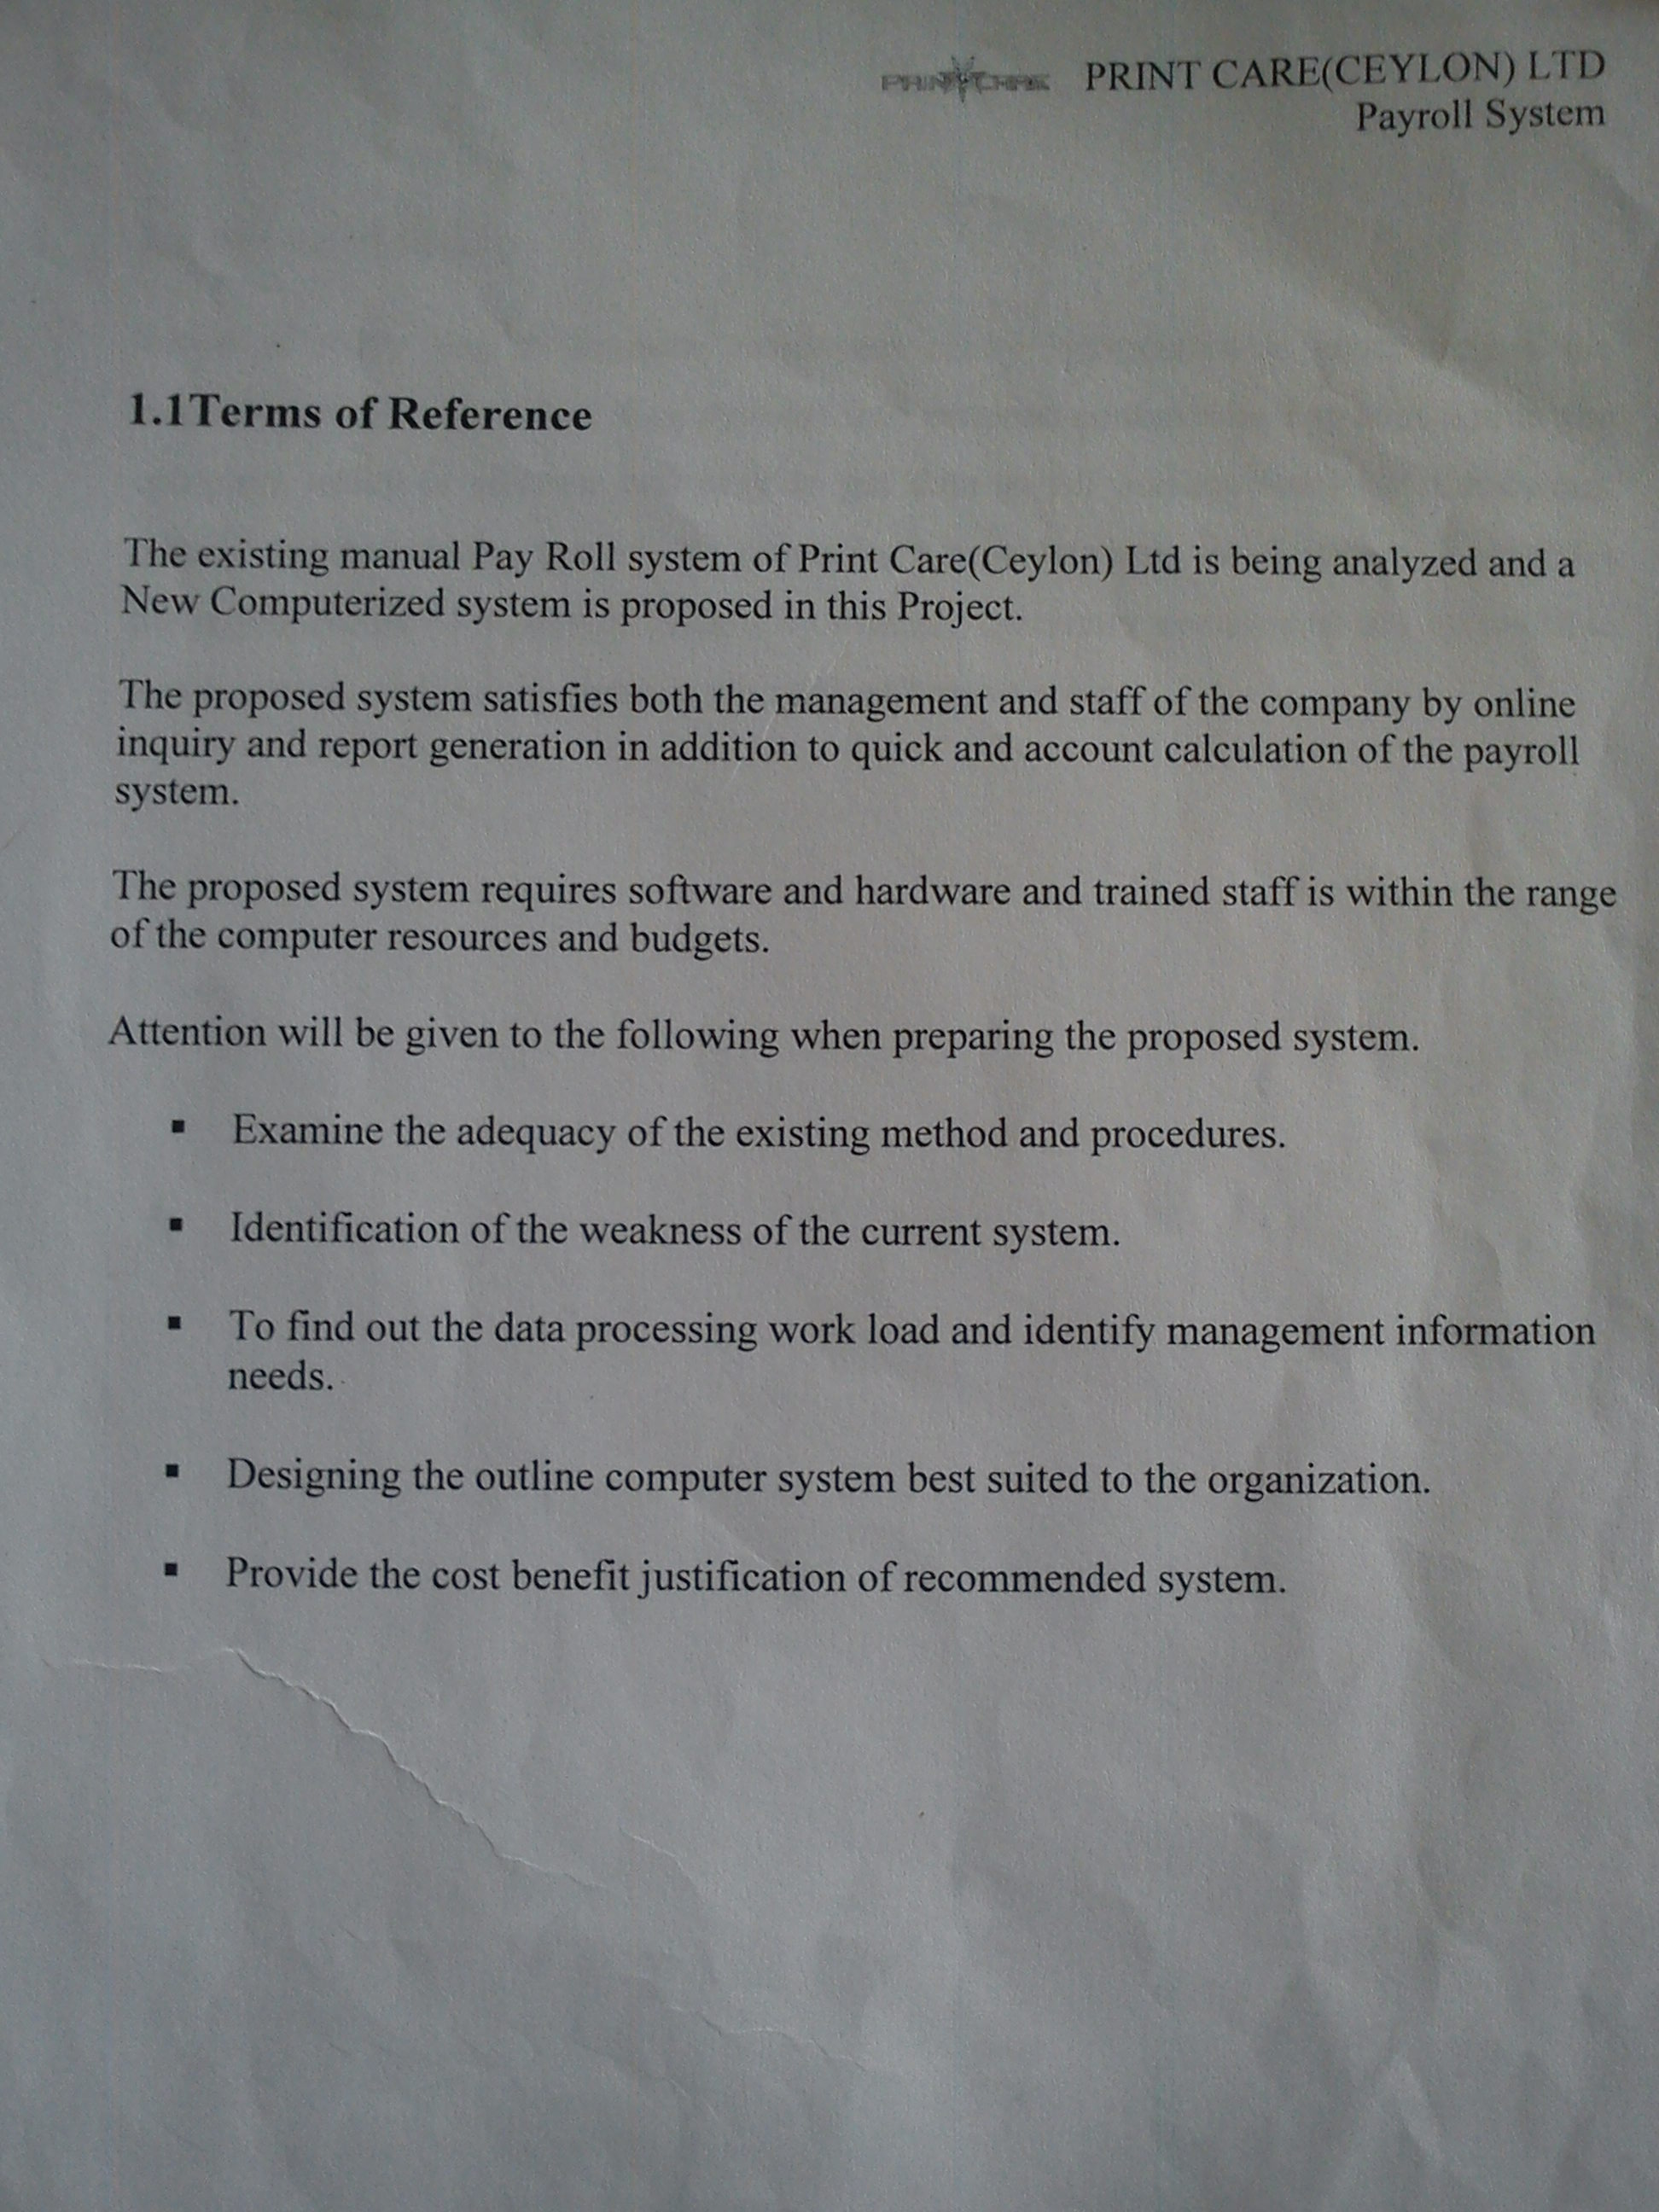 PRINT CARE(CEYLON) LTD
Payroll System
1.1Terms of Reference
The existing manual Pay Roll system of Print Care(Ceylon) Ltd is being analyzed and a
New Computerized system is proposed in this Project.
The proposed system satisfies both the management and staff of the company by online
inquiry and report generation in addition to quick and account calculation of the payroll
system.
The proposed system requires software and hardware and trained staff is within the range
of the computer resources and budgets.
Attention will be given to the following when preparing the proposed system.
▪ Examine the adequacy of the existing method and procedures.
▪ Identification of the weakness of the current system.
▪ To find out the data processing work load and identify management information
needs.
▪ Designing the outline computer system best suited to the organization.
▪ Provide the cost benefit justification of recommended system.